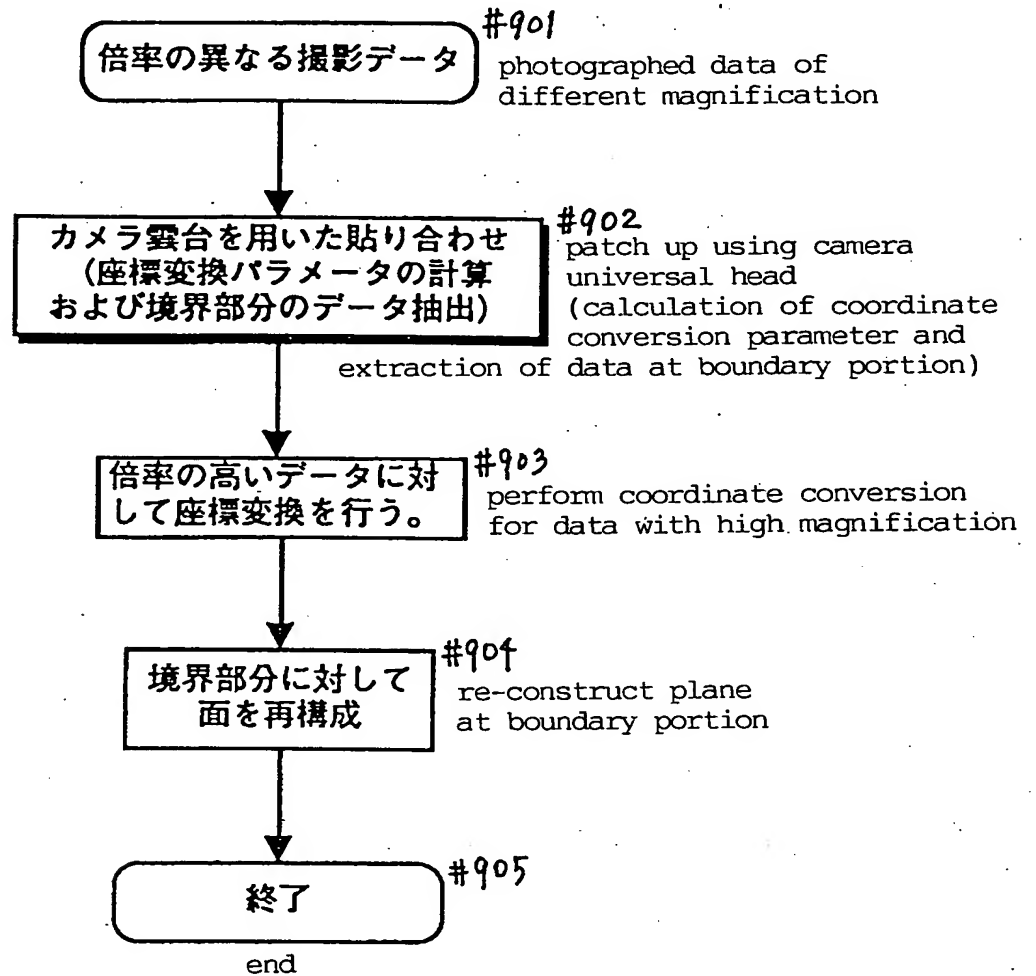 #901
倍率の異なる撮影データ
photographed data of
different magnification
#902
カメラ雲台を用いた貼り合わせ
(座標変換パラメータの計算
および境界部分のデータ抽出)
patch up using camera
universal head
(calculation of coordinate
conversion parameter and
extraction of data at boundary portion)
#903
倍率の高いデータに対
して座標変換を行う。
perform coordinate conversion
for data with high magnification
#904
境界部分に対して
面を再構成
re-construct plane
at boundary portion
#905
終了
end